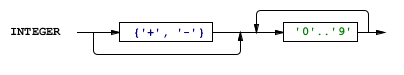 INTEGER {'+', '-'} '0'..'9'